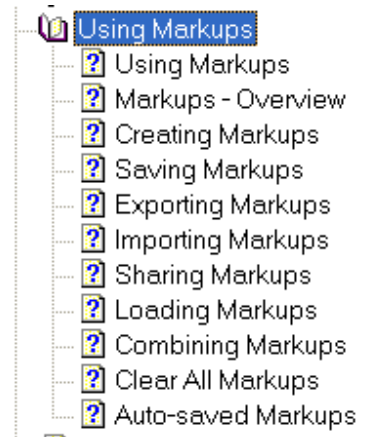 Using Markups
Using Markups
Markups - Overview
Creating Markups
Saving Markups
Exporting Markups
Importing Markups
Sharing Markups
Loading Markups
Combining Markups
Clear All Markups
Auto-saved Markups